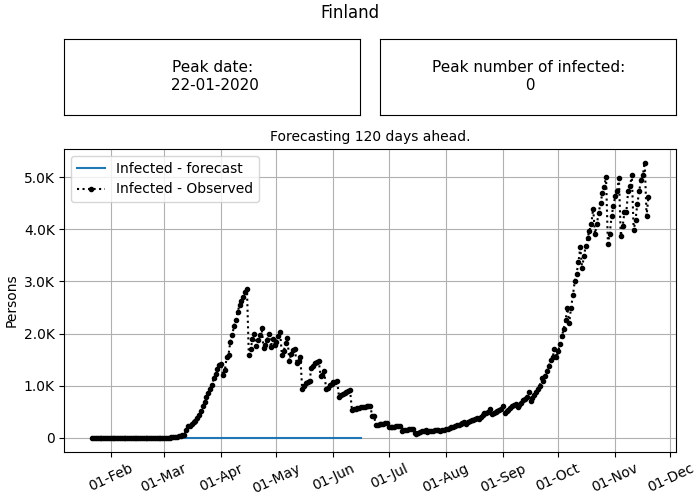 Finland
Peak date:
22-01-2020
Peak number of infected:
0
Forecasting 120 days ahead.
Infected - forecast
Infected - Observed
Persons
5.0K
4.0K
3.0K
2.0K
1.0K
0
01-Feb
01-Mar
01-Apr
01-May
01-Jun
01-Jul
01-Aug
01-Sep
01-Oct
01-Nov
01-Dec